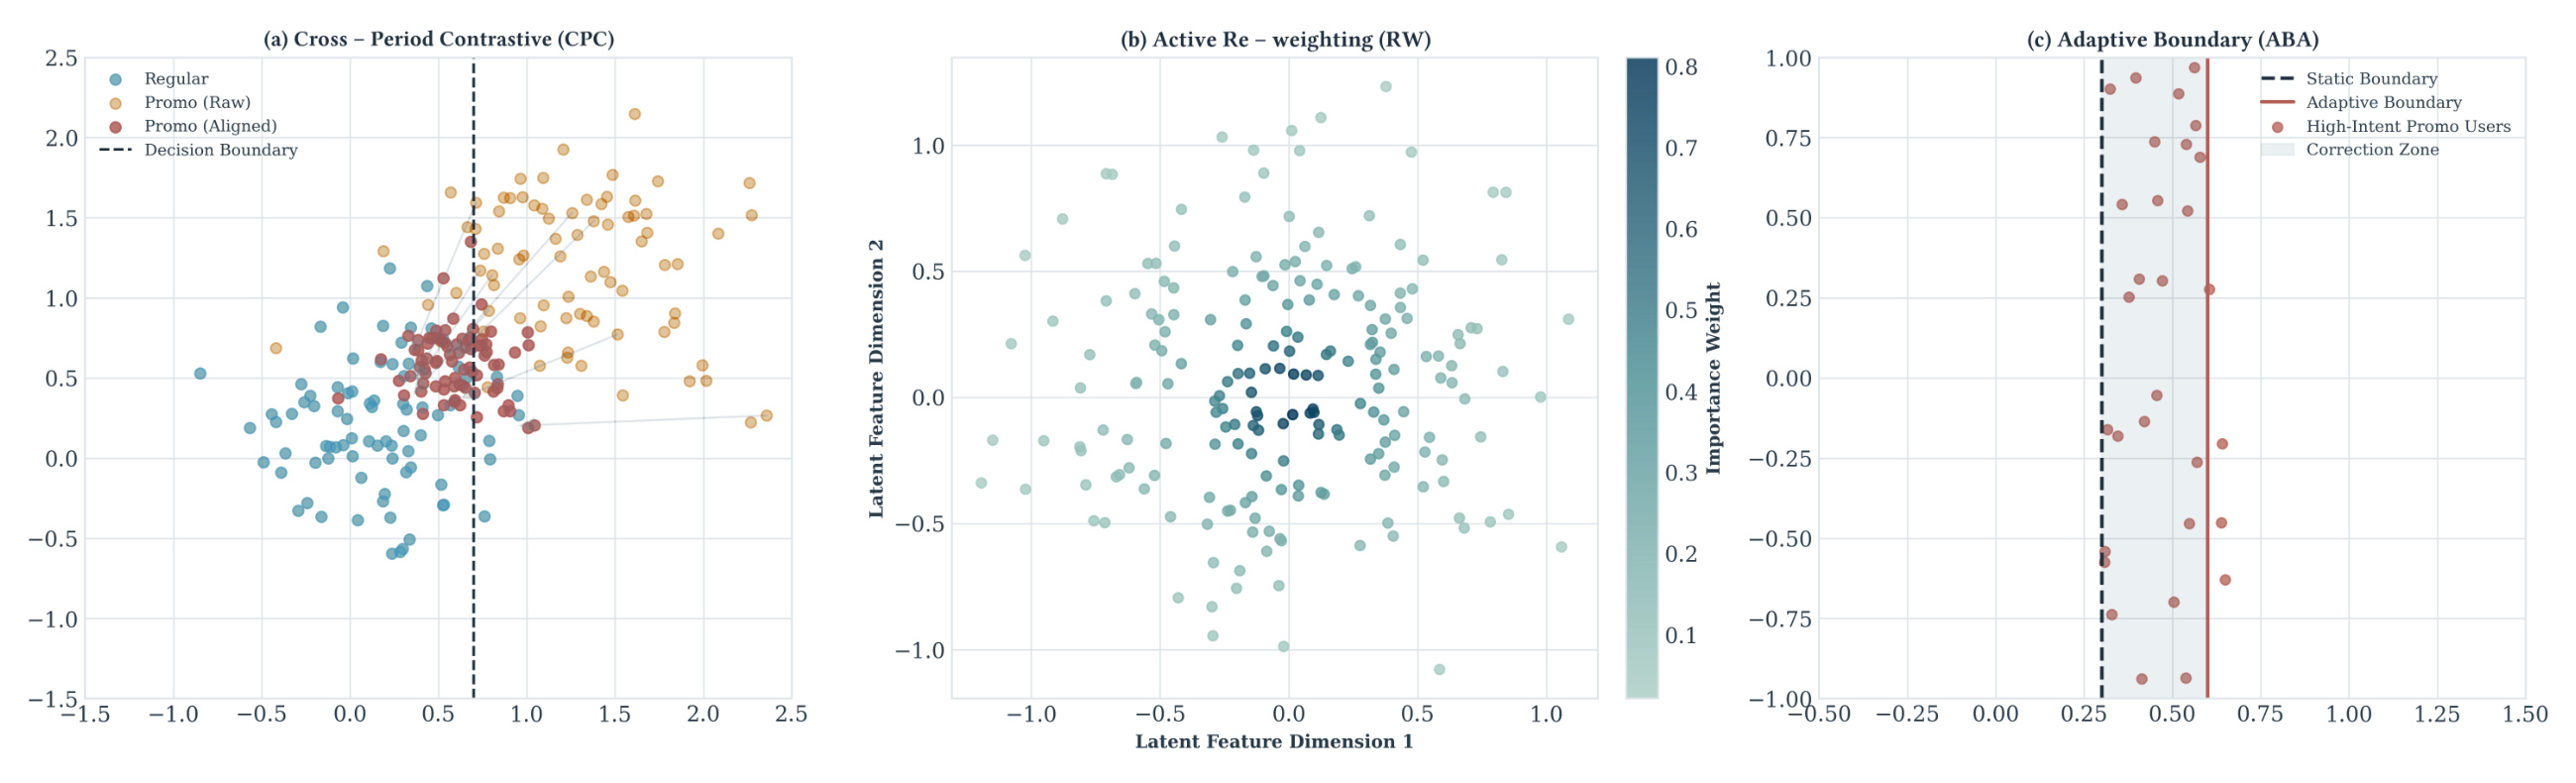 (a) Cross – Period Contrastive (CPC)
2.5
2.0
1.5
1.0
0.5
0.0
−0.5
−1.0
−1.5
Regular
Promo (Raw)
Promo (Aligned)
Decision Boundary
−1.5 −1.0 −0.5 0.0 0.5 1.0 1.5 2.0 2.5
(b) Active Re – weighting (RW)
Latent Feature Dimension 2
1.0
0.5
0.0
−0.5
−1.0
−1.0 −0.5 0.0 0.5 1.0
Latent Feature Dimension 1
0.8
0.7
0.6
0.5
0.4
0.3
0.2
0.1
Importance Weight
(c) Adaptive Boundary (ABA)
1.00
0.75
0.50
0.25
0.00
−0.25
−0.50
−0.75
−1.00
Static Boundary
Adaptive Boundary
High-Intent Promo Users
Correction Zone
−0.50 −0.25 0.00 0.25 0.50 0.75 1.00 1.25 1.50